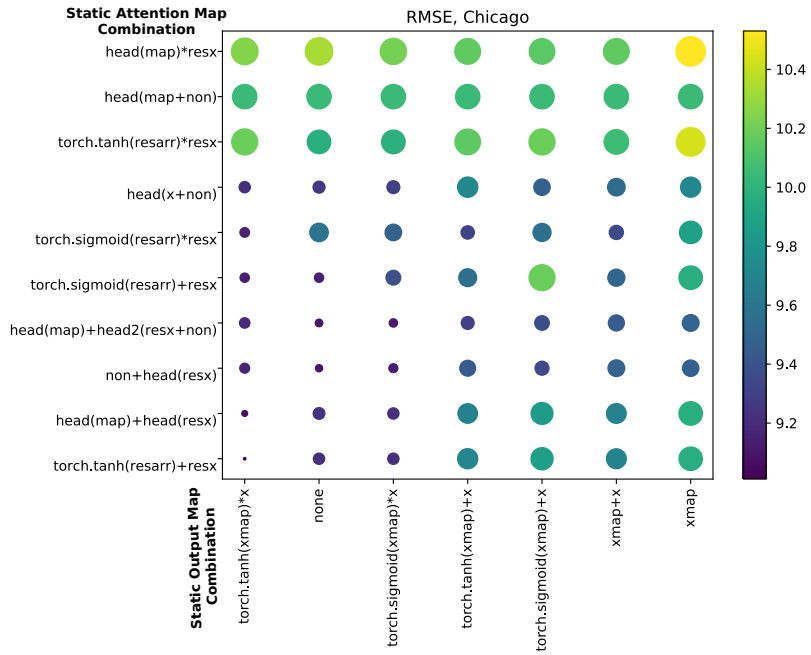 Static Attention Map
Combination
RMSE, Chicago
head(map)*resx
head(map+non)
torch.tanh(resarr)*resx
head(x+non)
torch.sigmoid(resarr)*resx
torch.sigmoid(resarr)+resx
head(map)+head2(resx+non)
non+head(resx)
head(map)+head(resx)
torch.tanh(resarr)+resx
10.4
10.2
10.0
9.8
9.6
9.4
9.2
Static Output Map
Combination
torch.tanh(xmap)*x
none
torch.sigmoid(xmap)*x
torch.tanh(xmap)+x
torch.sigmoid(xmap)+x
xmap+x
xmap